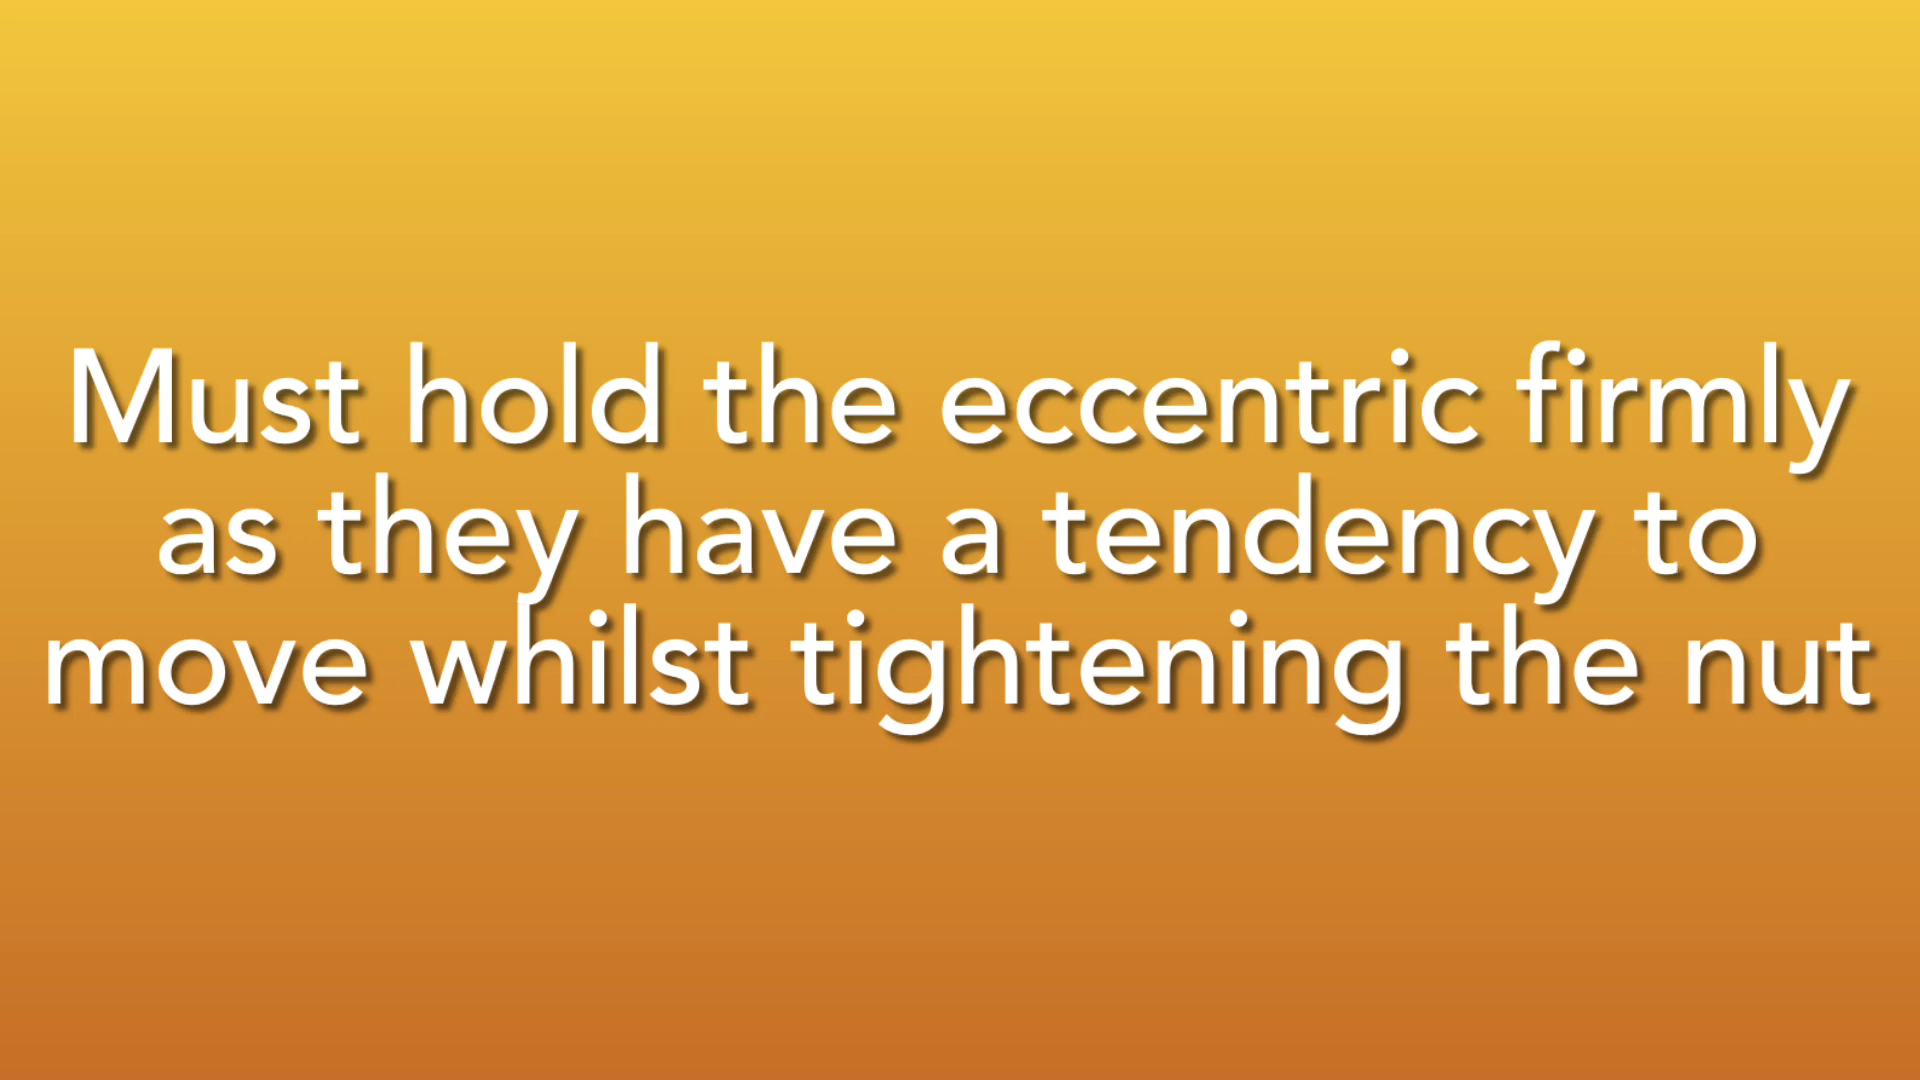 Must hold the eccentric firmly
as they have a tendency to
move whilst tightening the nut